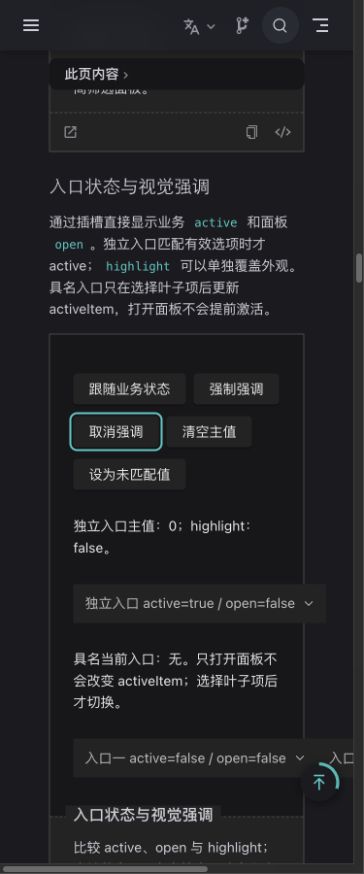 此页内容 ›
高筛选面板。
入口状态与视觉强调
通过插槽直接显示业务 active 和面板
open 。独立入口匹配有效选项时才
active； highlight 可以单独覆盖外观。
具名入口只在选择叶子项后更新
activeItem，打开面板不会提前激活。
跟随业务状态 强制强调
取消强调 清空主值
设为未匹配值
独立入口主值：0；highlight：
false。
独立入口 active=true / open=false
具名当前入口：无。只打开面板不
会改变 activeItem；选择叶子项后
才切换。
入口一 active=false / open=false 入口
入口状态与视觉强调
比较 active、open 与 highlight；